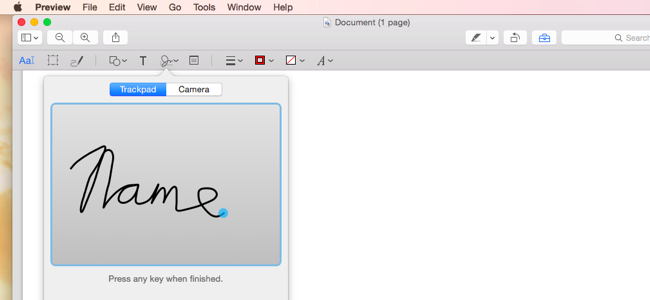 Preview File Edit View Go Tools Window Help
Document (1 page)
Search
AaI T A
Trackpad Camera
Name
Press any key when finished.